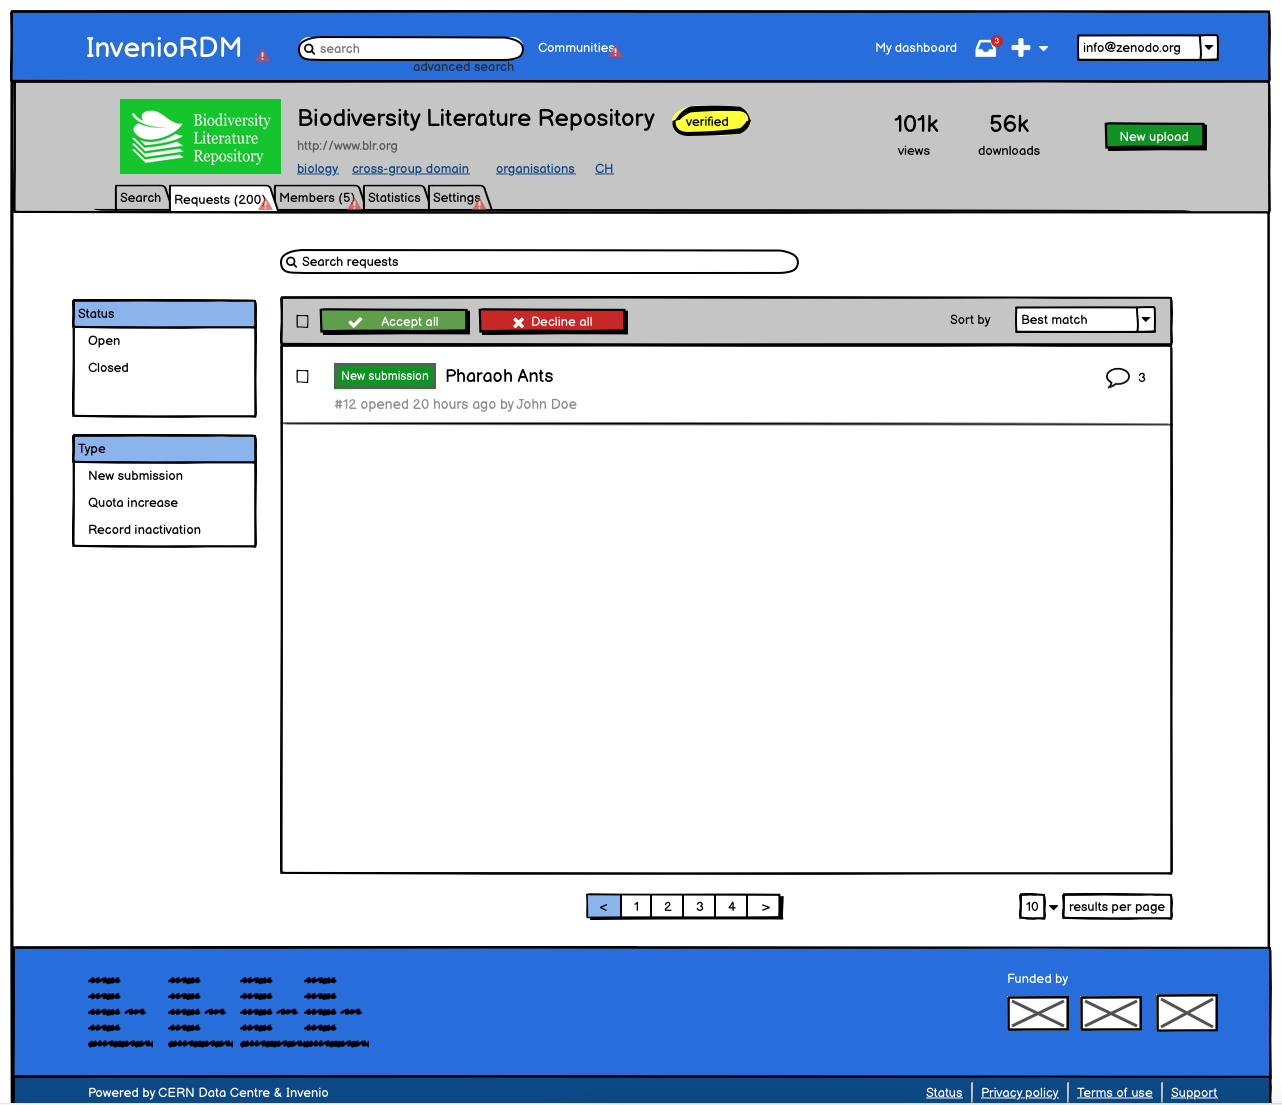 InvenioRDM
search
advanced search
Communities
My dashboard
3
info@zenodo.org
Biodiversity
Literature
Repository
Biodiversity Literature Repository
verified
http://www.blr.org
biology cross-group domain organisations CH
101k
views
56k
downloads
New upload
Search
Requests (200)
Members (5)
Statistics
Settings
Search requests
Status
Open
Closed
Type
New submission
Quota increase
Record inactivation
Accept all
Decline all
Sort by
Best match
New submission
Pharaoh Ants
3
#12 opened 20 hours ago by John Doe
< 1 2 3 4 >
10
results per page
Funded by
Powered by CERN Data Centre & Invenio
Status
Privacy policy
Terms of use
Support